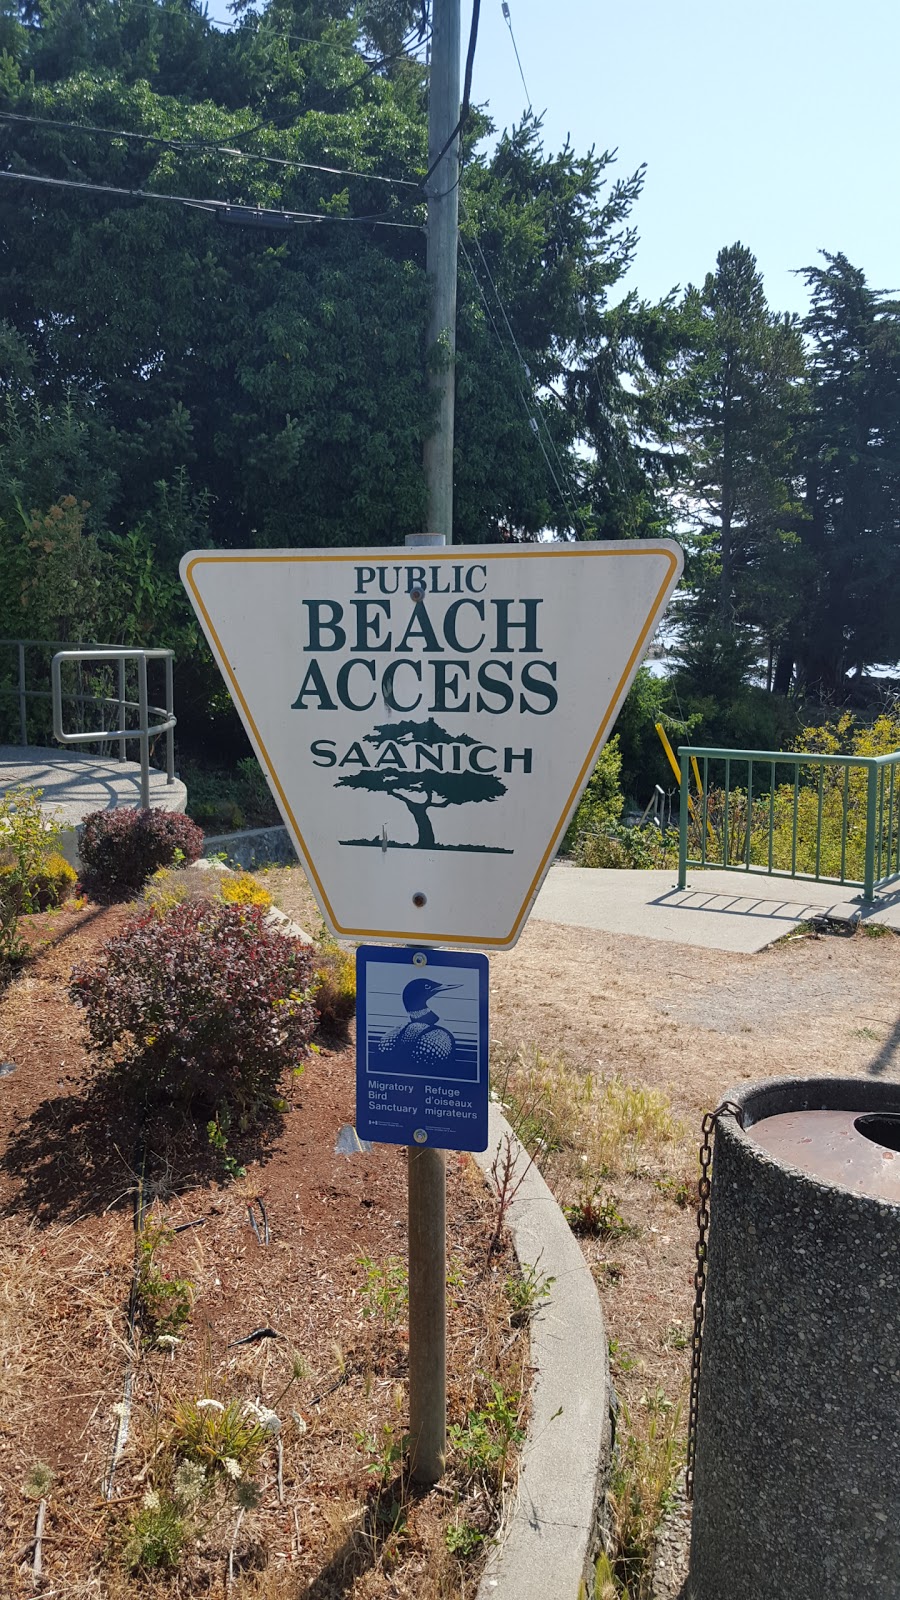 PUBLIC
BEACH
ACCESS
SAANICH
Migratory
Bird
Sanctuary
Refuge
d'oiseaux
migrateurs